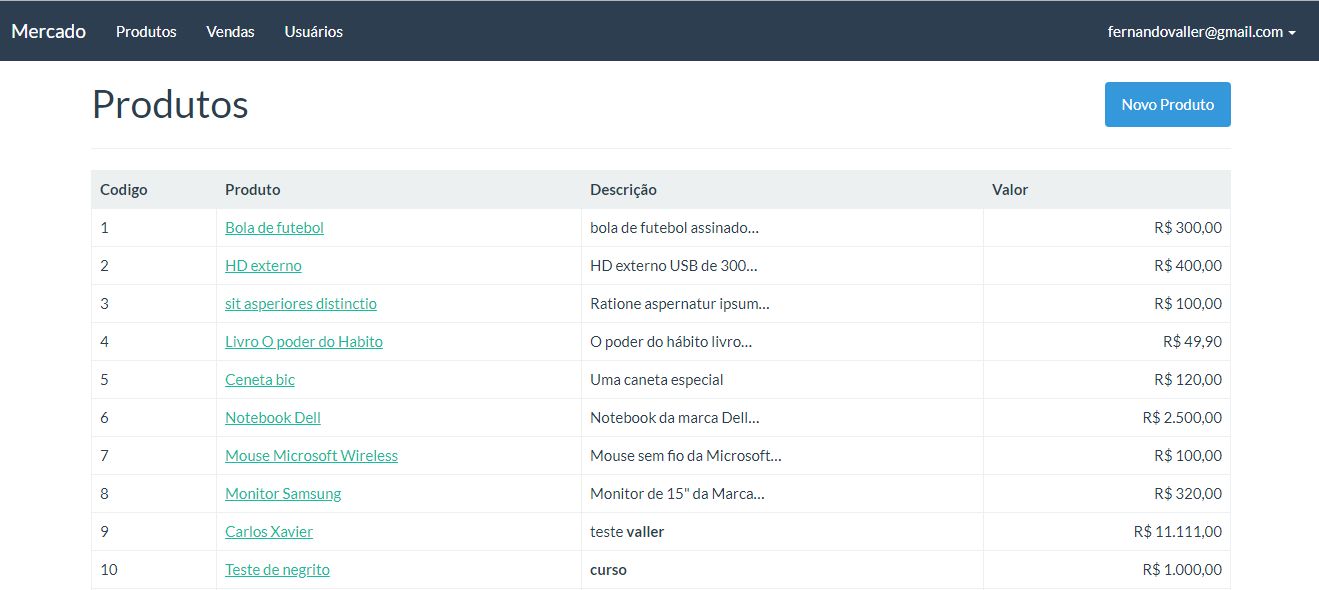 Mercado Produtos Vendas Usuários fernandovaller@gmail.com
Produtos Novo Produto
Codigo Produto Descrição Valor
1 Bola de futebol bola de futebol assinado... R$ 300,00
2 HD externo HD externo USB de 300... R$ 400,00
3 sit asperiores distinctio Ratione aspernatur ipsum... R$ 100,00
4 Livro O poder do Habito O poder do hábito livro... R$ 49,90
5 Ceneta bic Uma caneta especial R$ 120,00
6 Notebook Dell Notebook da marca Dell... R$ 2.500,00
7 Mouse Microsoft Wireless Mouse sem fio da Microsoft... R$ 100,00
8 Monitor Samsung Monitor de 15" da Marca... R$ 320,00
9 Carlos Xavier teste valler R$ 11.111,00
10 Teste de negrito curso R$ 1.000,00